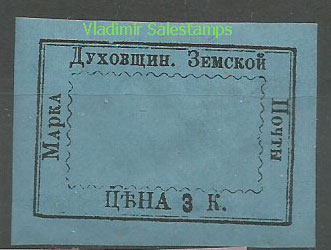 Vladimir Salestamps
Духовщин. Земской
Марка
Почты
ЦѢНА 3 К.